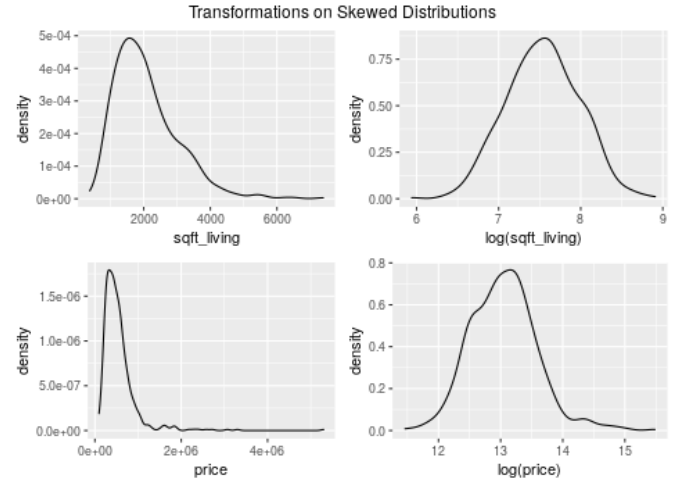 Transformations on Skewed Distributions
5e-04
4e-04
3e-04
2e-04
1e-04
0e+00
density
2000 4000 6000
sqft_living
0.75
0.50
0.25
0.00
density
6 7 8 9
log(sqft_living)
1.5e-06
1.0e-06
5.0e-07
0.0e+00
density
0e+00 2e+06 4e+06
price
0.8
0.6
0.4
0.2
0.0
density
12 13 14 15
log(price)